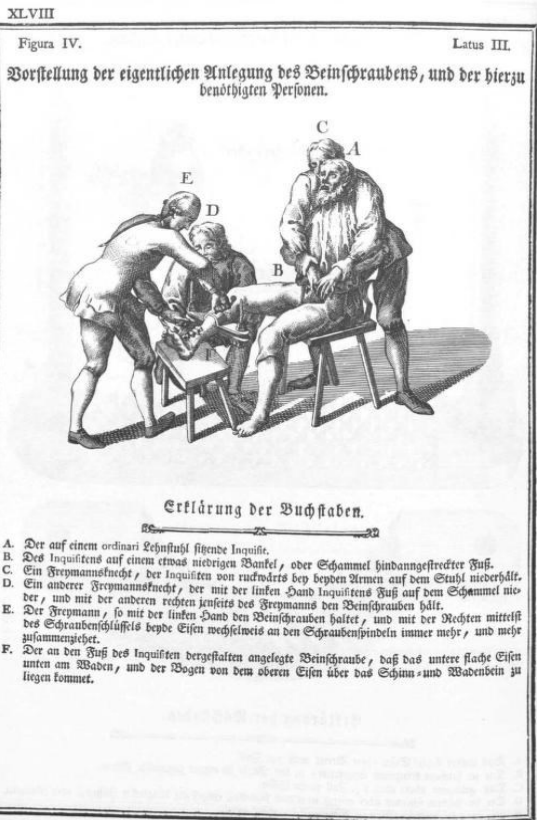 XLVIII
Figura IV.
Latus III.
Vorstellung der eigentlichen Anlegung des Beinschraubens, und der hierzu
benöthigten Personen.
C
A
E
D
B
F
Erklärung der Buchstaben.
A. Der auf einem ordinari Lehnstuhl sitzende Inquisit.
B. Des Inquisitens auf einem etwas niedrigen Bankel, oder Schammel hindanngestreckter Fuß.
C. Ein Freymannsknecht, der Inquisiten von ruckwärts bey beyden Armen auf dem Stuhl niederhält.
D. Ein anderer Freymannsknecht, der mit der linken Hand Inquisitens Fuß auf dem Schammel nie-
der, und mit der anderen rechten jenseits des Freymanns den Beinschrauben hält.
E. Der Freymann, so mit der linken Hand den Beinschrauben haltet, und mit der Rechten mittelst
des Schraubenschlüssels beyde Eisen wechselweis an den Schraubenspindeln immer mehr, und mehr
zusammenziehet.
F. Der an den Fuß des Inquisiten dergestalten angelegte Beinschraube, daß das untere flache Eisen
unten am Waden, und der Bogen von dem oberen Eisen über das Schinn- und Wadenbein zu
liegen kommet.